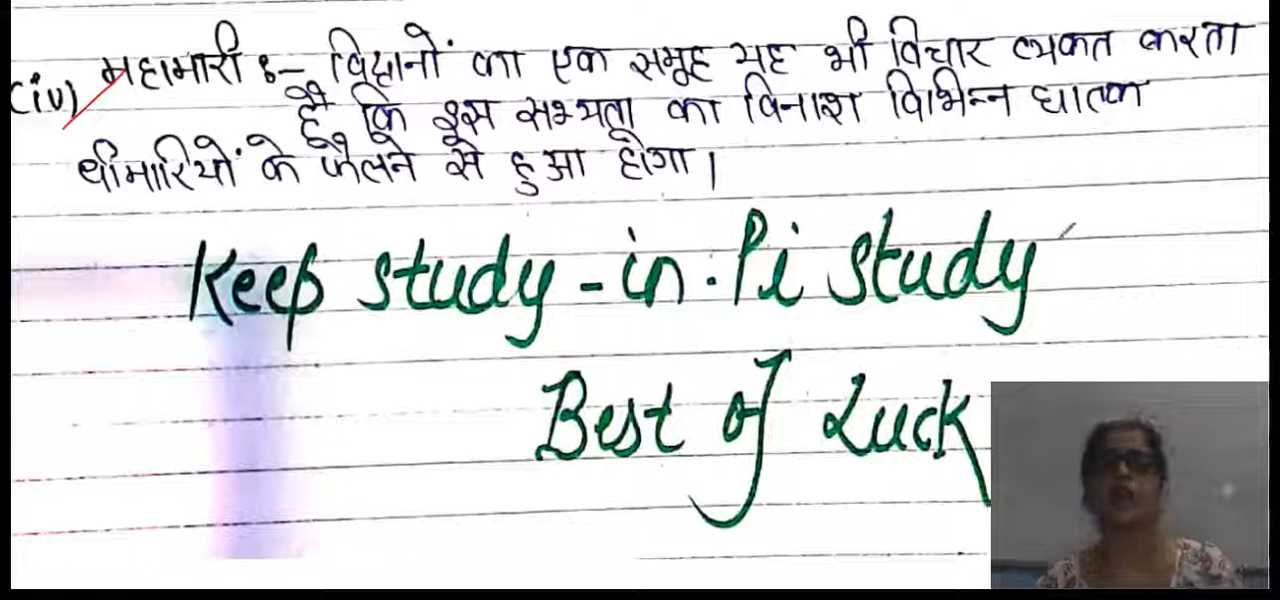 (iv) महामारी :- विद्वानों का एक समूह यह भी विचार व्यक्त करता
है कि इस सभ्यता का विनाश विभिन्न घातक
बीमारियों के फैलने से हुआ होगा।
Keep study - in . Pi study
Best of Luck